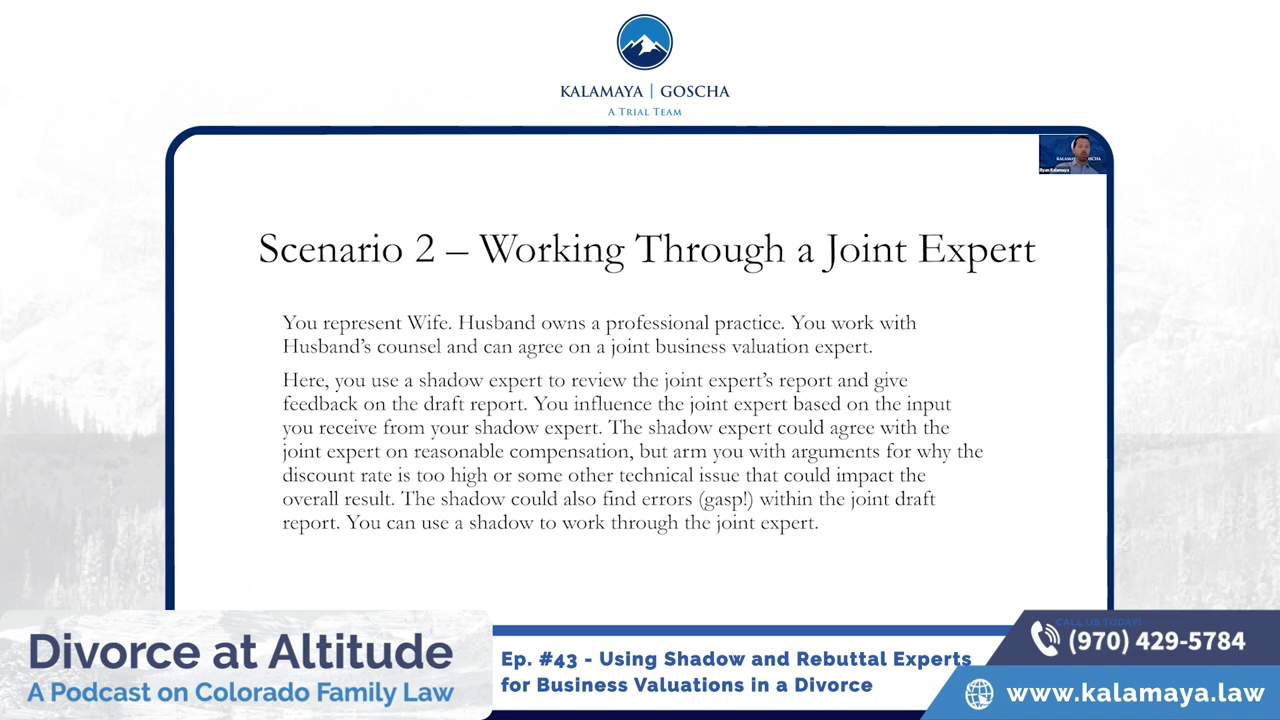 KALAMAYA | GOSCHA
A TRIAL TEAM
Ryan Kalamaya
Scenario 2 – Working Through a Joint Expert
You represent Wife. Husband owns a professional practice. You work with
Husband's counsel and can agree on a joint business valuation expert.
Here, you use a shadow expert to review the joint expert's report and give
feedback on the draft report. You influence the joint expert based on the input
you receive from your shadow expert. The shadow expert could agree with the
joint expert on reasonable compensation, but arm you with arguments for why the
discount rate is too high or some other technical issue that could impact the
overall result. The shadow could also find errors (gasp!) within the joint draft
report. You can use a shadow to work through the joint expert.
Divorce at Altitude
A Podcast on Colorado Family Law
Ep. #43 - Using Shadow and Rebuttal Experts
for Business Valuations in a Divorce
CALL US TODAY!
(970) 429-5784
www.kalamaya.law